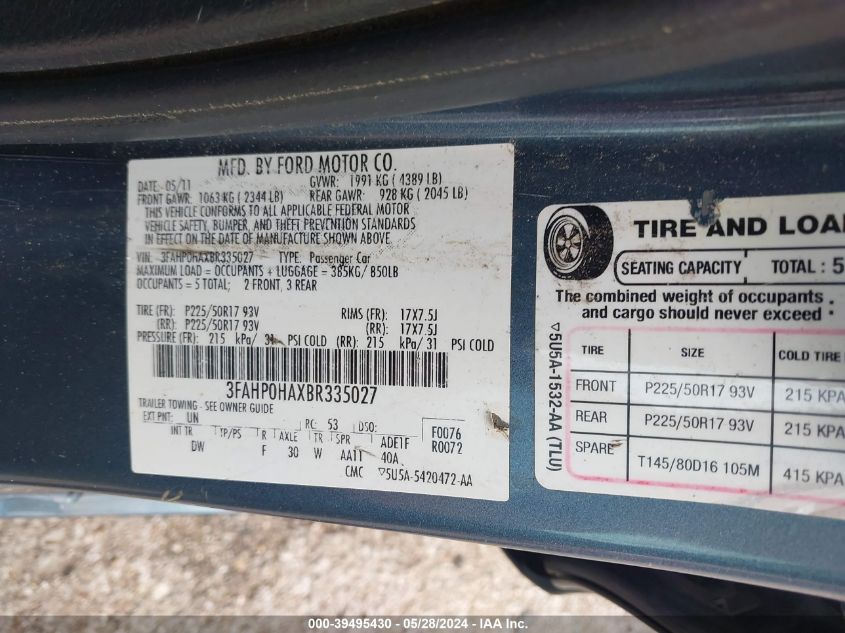 MFD. BY FORD MOTOR CO.
DATE: 05/11 GVWR: 1991 KG ( 4389 LB)
FRONT GAWR: 1063 KG ( 2344 LB) REAR GAWR: 928 KG ( 2045 LB)
THIS VEHICLE CONFORMS TO ALL APPLICABLE FEDERAL MOTOR
VEHICLE SAFETY, BUMPER, AND THEFT PREVENTION STANDARDS
IN EFFECT ON THE DATE OF MANUFACTURE SHOWN ABOVE.
VIN: 3FAHP0HAXBR335027 TYPE: Passenger Car
MAXIMUM LOAD = OCCUPANTS + LUGGAGE = 385KG/ 850LB
OCCUPANTS = 5 TOTAL; 2 FRONT, 3 REAR
TIRE (FR): P225/50R17 93V RIMS (FR): 17X7.5J
(RR): P225/50R17 93V (RR): 17X7.5J
PRESSURE (FR): 215 kPa/ 31 PSI COLD (RR): 215 kPa/ 31 PSI COLD
3FAHP0HAXBR335027
TRAILER TOWING - SEE OWNER GUIDE
EXT PNT: UN RC: 53 DSO: F0076
INT TR TP/PS R AXLE TR SPR ADE1F R0072
DW F 30 W AA11 40A
CMC ▽5U5A-5420472-AA
TIRE AND LOA
SEATING CAPACITY TOTAL : 5
The combined weight of occupants
and cargo should never exceed :
TIRE SIZE COLD TIRE
FRONT P225/50R17 93V 215 KPA
REAR P225/50R17 93V 215 KPA
SPARE T145/80D16 105M 415 KPA
▽5U5A-1532-AA (TLU)
000-39495430 - 05/28/2024 - IAA Inc.